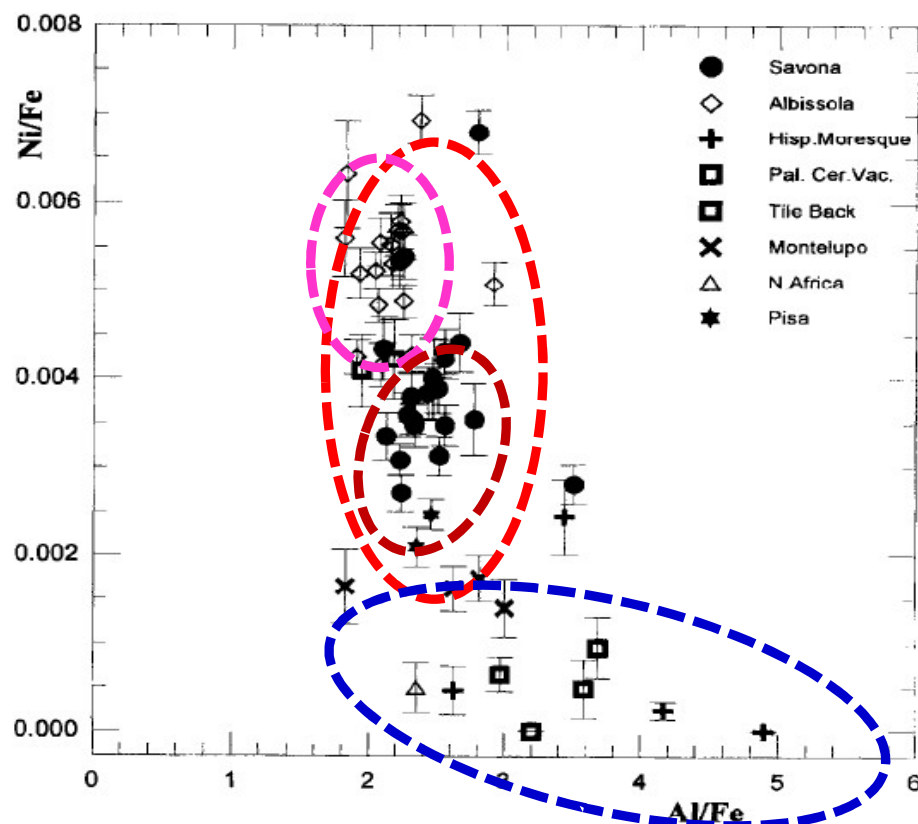 0.008
0.006
0.004
0.002
0.000
Ni/Fe
Savona
Albissola
Hisp.Moresque
Pal. Cer.Vac.
Tile Back
Montelupo
N.Africa
Pisa
0
1
2
3
4
5
6
Al/Fe